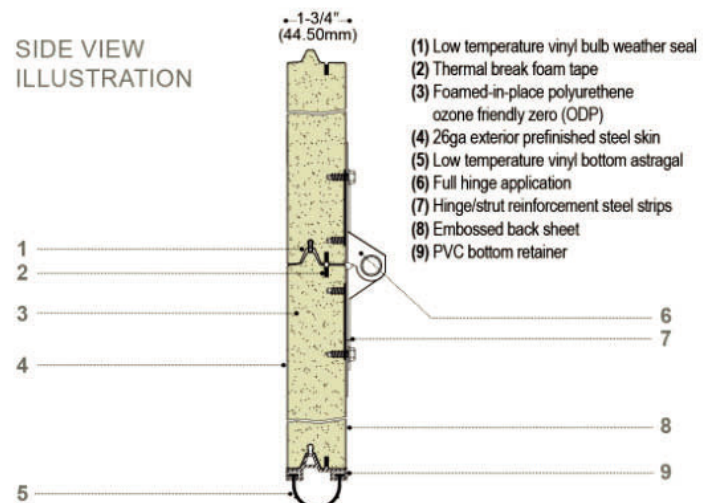 1-3/4"
(44.50mm)
SIDE VIEW
ILLUSTRATION
(1) Low temperature vinyl bulb weather seal
(2) Thermal break foam tape
(3) Foamed-in-place polyurethene
ozone friendly zero (ODP)
(4) 26ga exterior prefinished steel skin
(5) Low temperature vinyl bottom astragal
(6) Full hinge application
(7) Hinge/strut reinforcement steel strips
(8) Embossed back sheet
(9) PVC bottom retainer
1
2
3
4
5
6
7
8
9